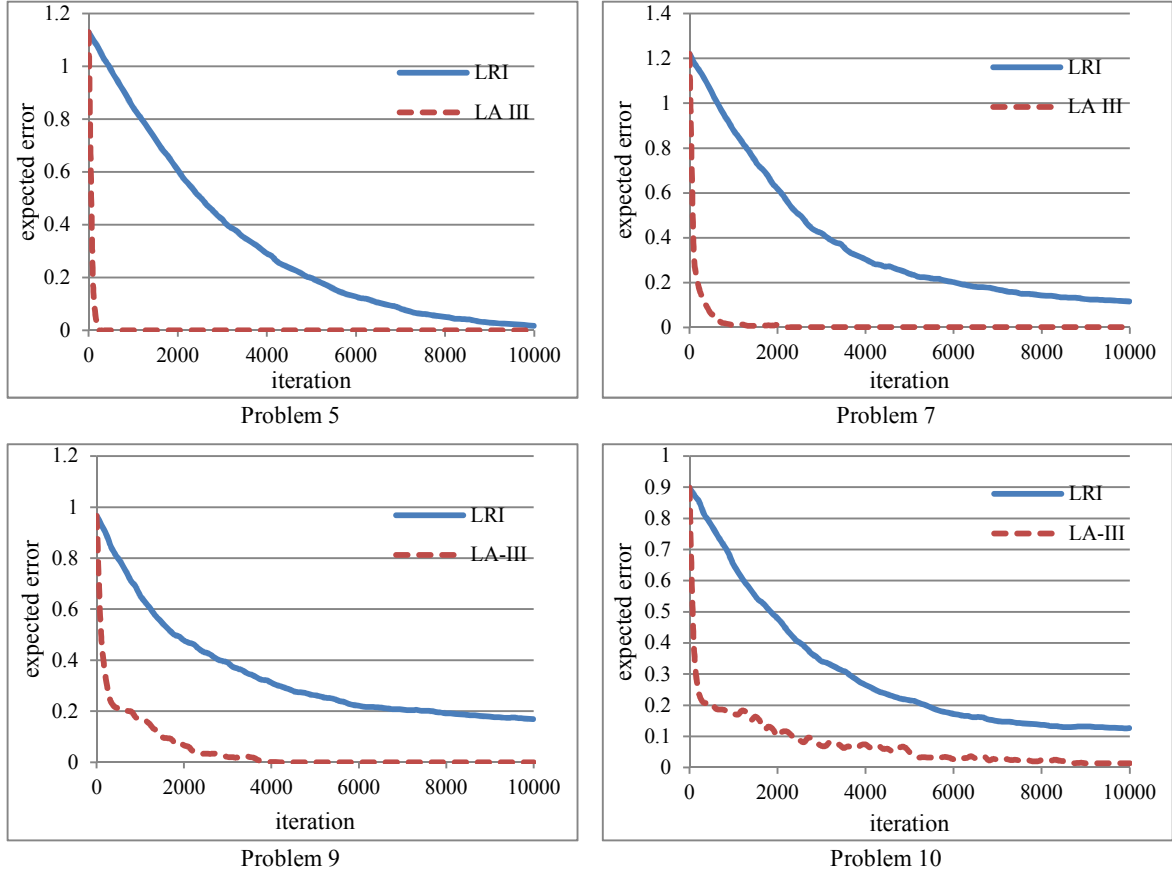 1.2
1
0.8
0.6
0.4
0.2
0
expected error
LRI
LA III
0 2000 4000 6000 8000 10000
iteration
Problem 5
1.4
1.2
1
0.8
0.6
0.4
0.2
0
expected error
LRI
LA III
0 2000 4000 6000 8000 10000
iteration
Problem 7
1.2
1
0.8
0.6
0.4
0.2
0
expected error
LRI
LA-III
0 2000 4000 6000 8000 10000
iteration
Problem 9
1
0.9
0.8
0.7
0.6
0.5
0.4
0.3
0.2
0.1
0
expected error
LRI
LA-III
0 2000 4000 6000 8000 10000
iteration
Problem 10